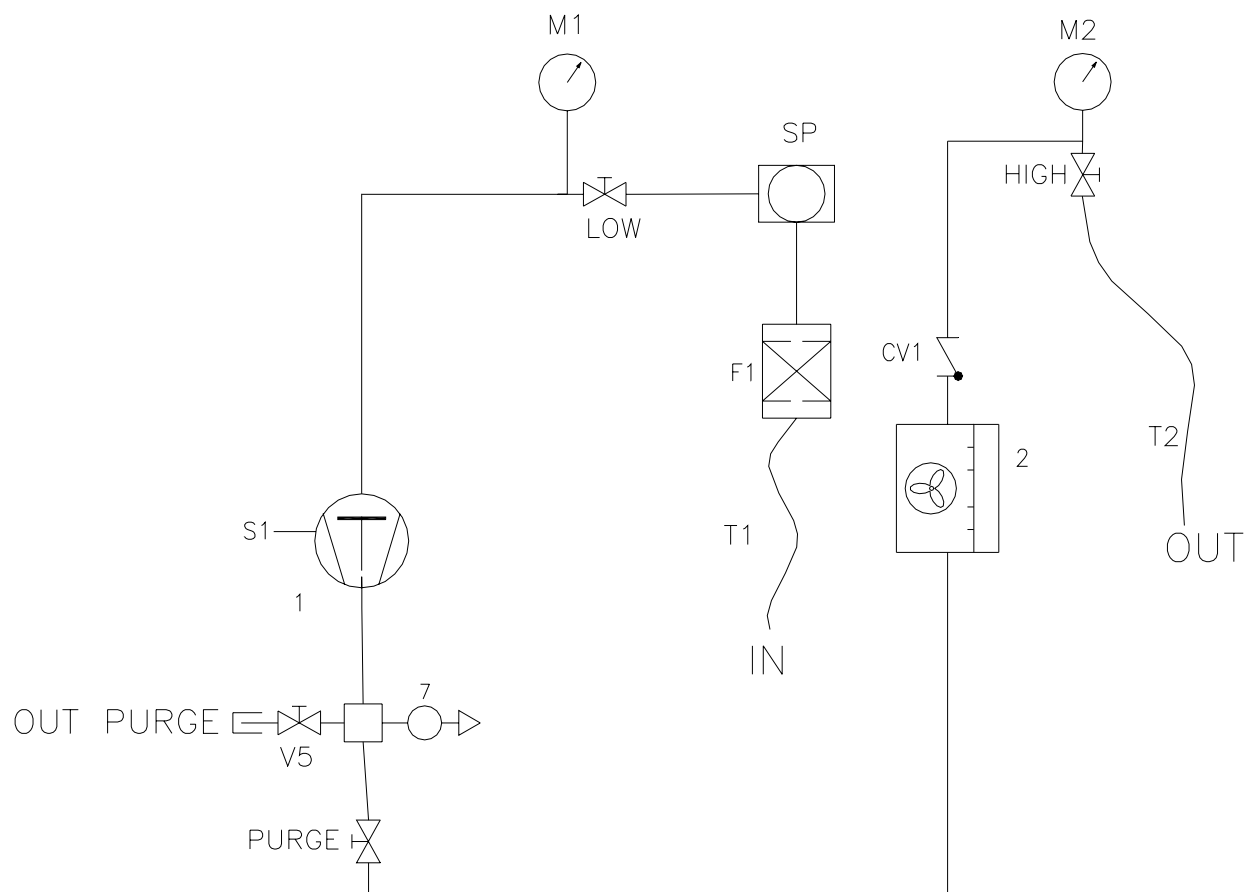 M1
M2
SP
HIGH
LOW
CV1
F1
T2
2
S1
T1
OUT
1
IN
7
OUT PURGE
V5
PURGE